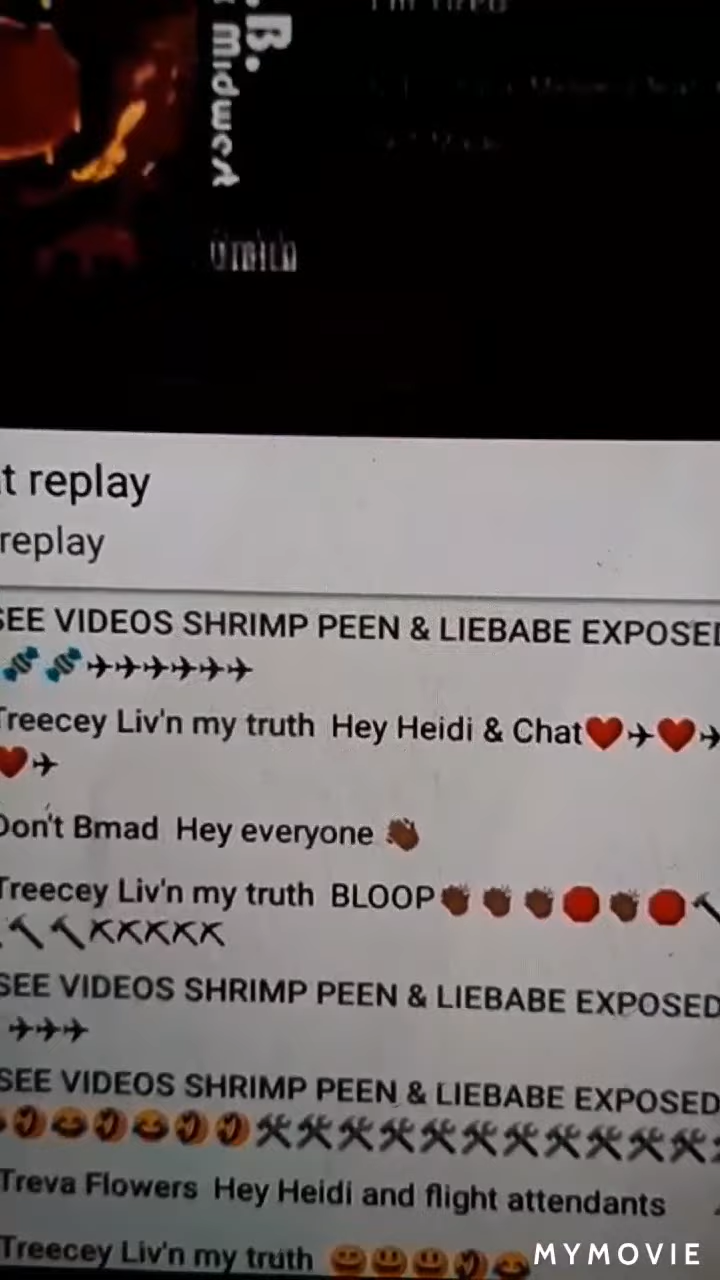 .B.
Midwest
t replay
replay
SEE VIDEOS SHRIMP PEEN & LIEBABE EXPOSED
🍬🍬✈✈✈✈✈✈
Treecey Liv'n my truth Hey Heidi & Chat❤✈❤✈
❤✈
Don't Bmad Hey everyone 👏🏾
Treecey Liv'n my truth BLOOP👏🏾👏🏾👏🏾🛑👏🏾🛑🔨
🔨🔨⛏⛏⛏⛏⛏
SEE VIDEOS SHRIMP PEEN & LIEBABE EXPOSED
✈✈✈
SEE VIDEOS SHRIMP PEEN & LIEBABE EXPOSED
🤣🤣😂🤣😂🤣🤣🛠🛠🛠🛠🛠🛠🛠🛠🛠🛠🛠
Treva Flowers Hey Heidi and flight attendants
Treecey Liv'n my truth 😁😃😃🤣😂
MYMOVIE